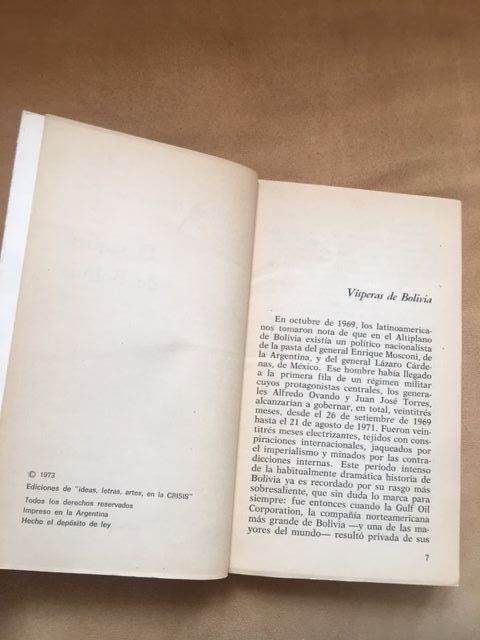 © 1973
Ediciones de "ideas, letras, artes, en la CRISIS"
Todos los derechos reservados
Impreso en la Argentina
Hecho el depósito de ley
Vísperas de Bolivia
En octubre de 1969, los latinoamerica-
nos tomaron nota de que en el Altiplano
de Bolivia existía un político nacionalista
de la pasta del general Enrique Mosconi, de
la Argentina, y del general Lázaro Cárde-
nas, de México. Ese hombre había llegado
a la primera fila de un régimen militar
cuyos protagonistas centrales, los genera-
les Alfredo Ovando y Juan José Torres,
alcanzarían a gobernar, en total, veintitrés
meses, desde el 26 de setiembre de 1969
hasta el 21 de agosto de 1971. Fueron vein-
titrés meses electrizantes, tejidos con cons-
piraciones internacionales, jaqueados por
el imperialismo y minados por las contra-
dicciones internas. Este período intenso
de la habitualmente dramática historia de
Bolivia ya es recordado por su rasgo más
sobresaliente, que sin duda lo marca para
siempre: fue entonces cuando la Gulf Oil
Corporation, la compañía norteamericana
más grande de Bolivia —y una de las ma-
yores del mundo— resultó privada de sus
7